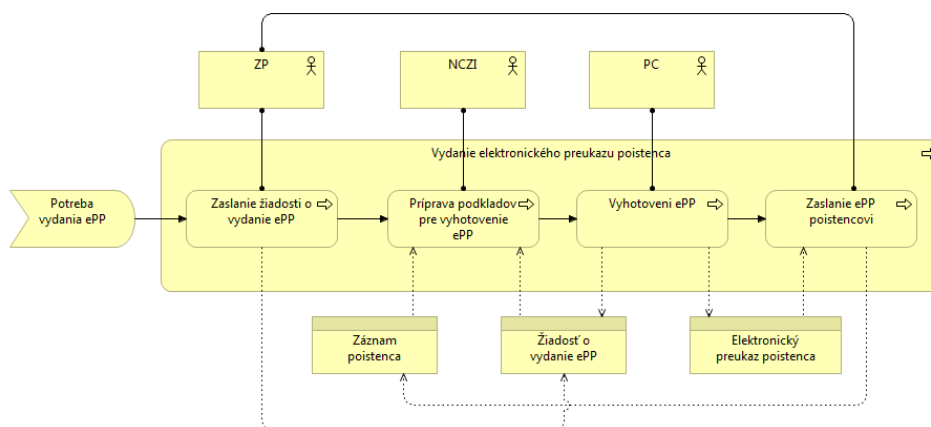 ZP
NCZI
PC
Vydanie elektronického preukazu poistenca
Potreba
vydania ePP
Zaslanie žiadosti o
vydanie ePP
Príprava podkladov
pre vyhotovenie
ePP
Vyhotoveni ePP
Zaslanie ePP
poistencovi
Záznam
poistenca
Žiadosť o
vydanie ePP
Elektronický
preukaz poistenca